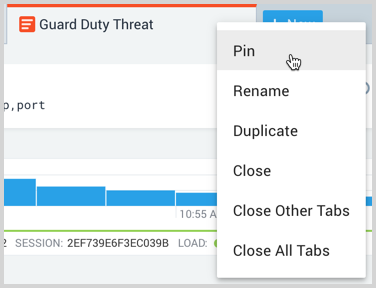 Guard Duty Threat
Pin
Rename
p,port
Duplicate
Close
10:55 A
Close Other Tabs
2 SESSION: 2EF739E6F3EC039B LOAD:
Close All Tabs